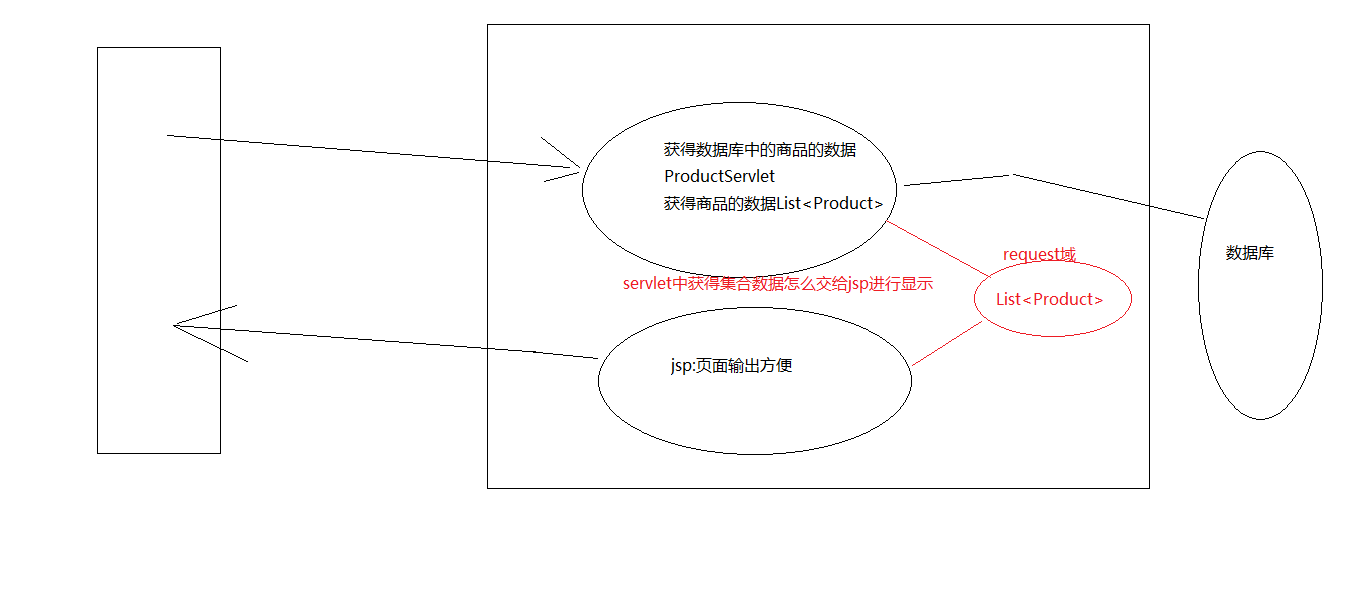 获得数据库中的商品的数据
ProductServlet
获得商品的数据List<Product>
request域
数据库
servlet中获得集合数据怎么交给jsp进行显示
List<Product>
jsp:页面输出方便